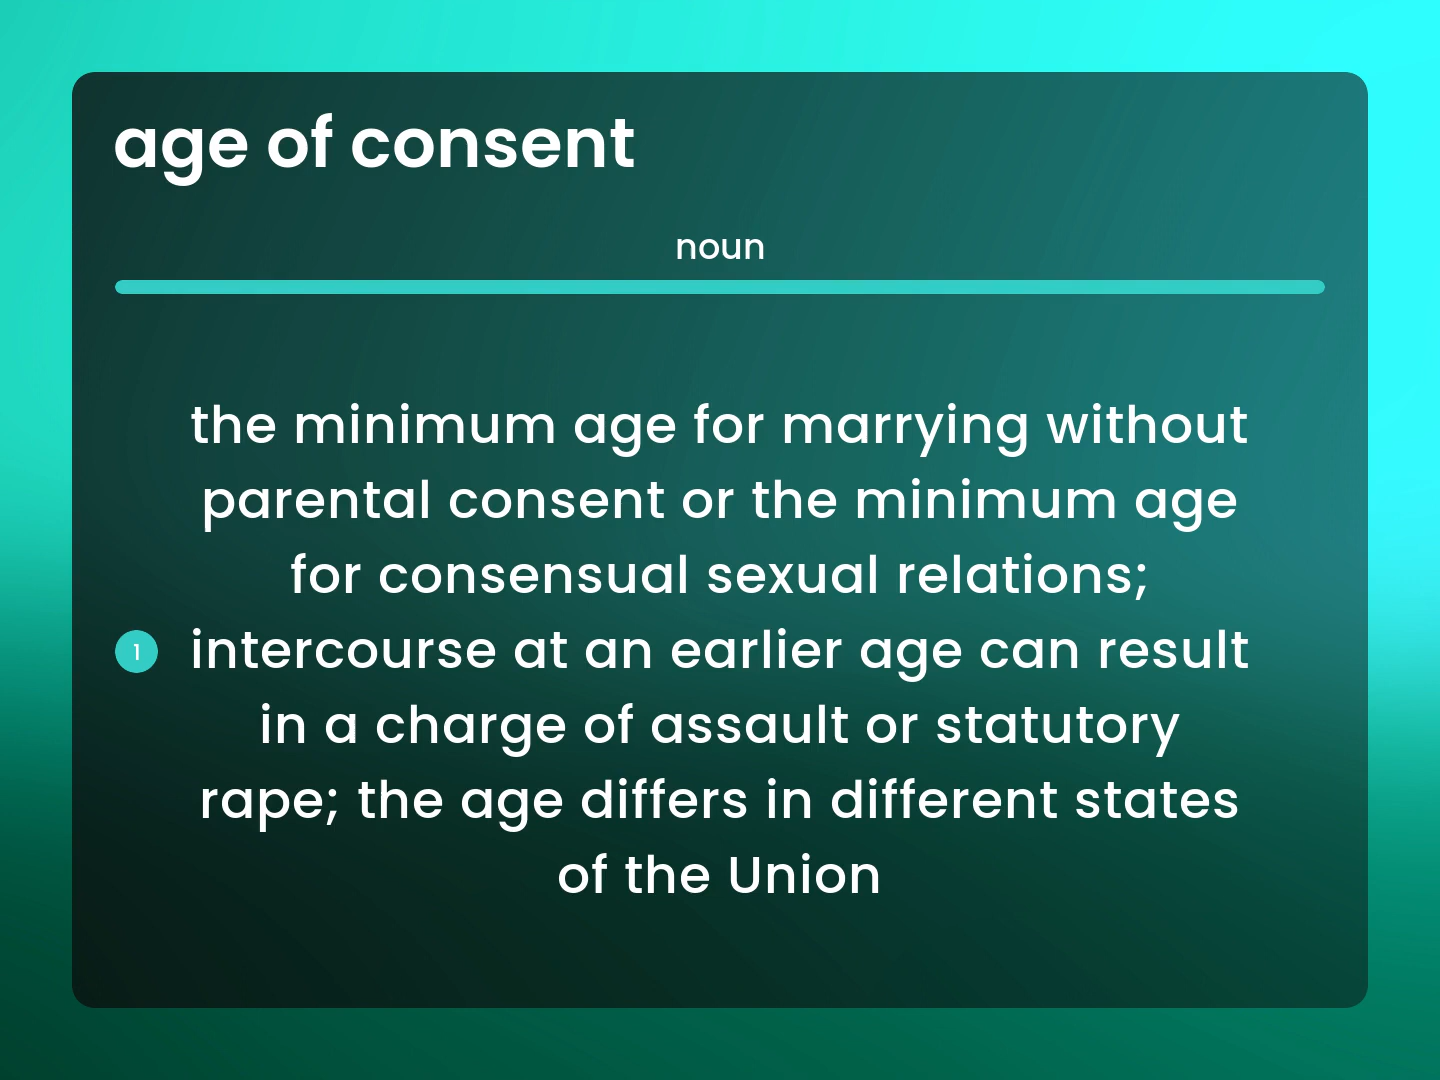 age of consent
noun
the minimum age for marrying without
parental consent or the minimum age
for consensual sexual relations;
1 intercourse at an earlier age can result
in a charge of assault or statutory
rape; the age differs in different states
of the Union